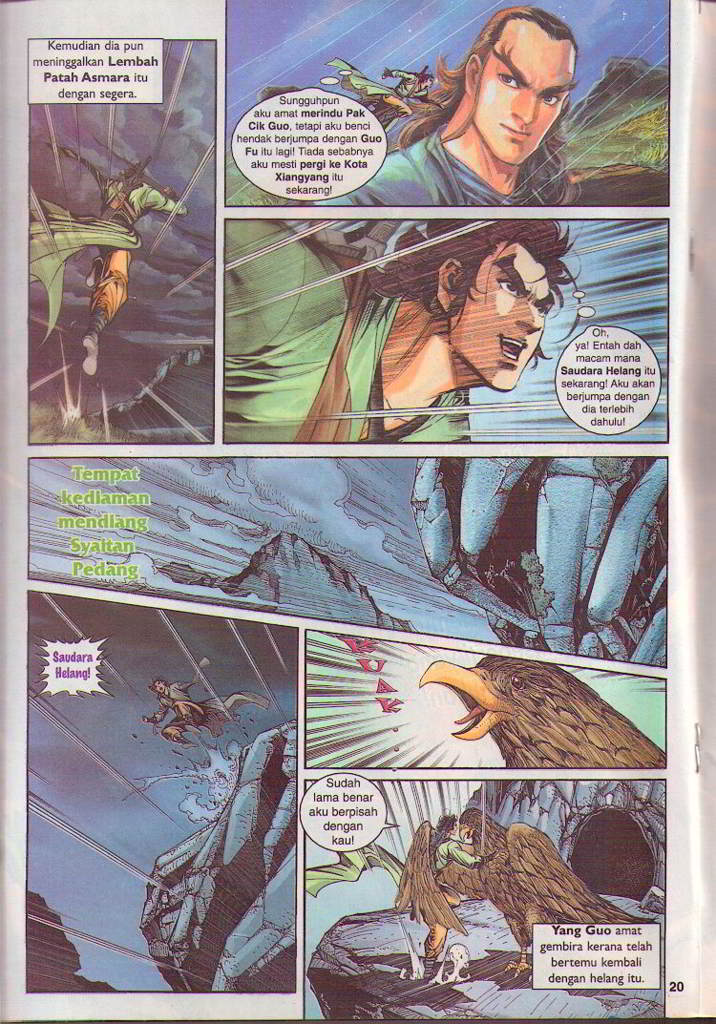 Kemudian dia pun
meninggalkan Lembah
Patah Asmara itu
dengan segera.
Sungguhpun
aku amat merindu Pak
Cik Guo, tetapi aku benci
hendak berjumpa dengan Guo
Fu itu lagi! Tiada sebabnya
aku mesti pergi ke Kota
Xiangyang itu
sekarang!
Oh,
ya! Entah dah
macam mana
Saudara Helang itu
sekarang! Aku akan
berjumpa dengan
dia terlebih
dahulu!
Tempat
kediaman
mendiang
Syaitan
Pedang
Saudara
Helang!
KUAK...
Sudah
lama benar
aku berpisah
dengan
kau!
Yang Guo amat
gembira kerana telah
bertemu kembali
dengan helang itu.
20